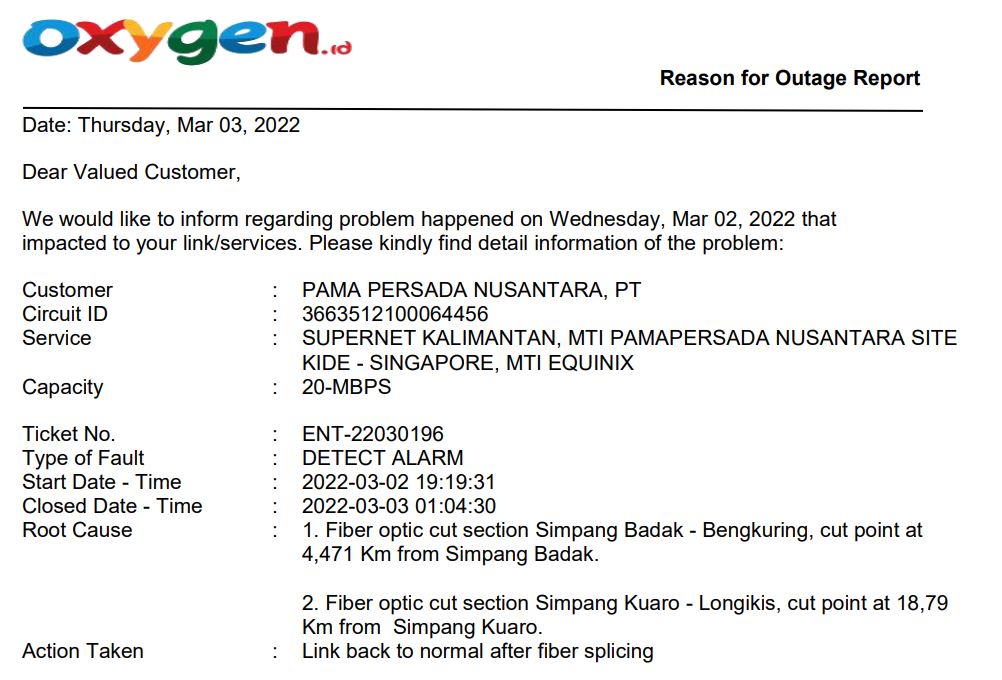 oxygen.id
Reason for Outage Report
Date: Thursday, Mar 03, 2022
Dear Valued Customer,
We would like to inform regarding problem happened on Wednesday, Mar 02, 2022 that
impacted to your link/services. Please kindly find detail information of the problem:
Customer : PAMA PERSADA NUSANTARA, PT
Circuit ID : 3663512100064456
Service : SUPERNET KALIMANTAN, MTI PAMAPERSADA NUSANTARA SITE
KIDE - SINGAPORE, MTI EQUINIX
Capacity : 20-MBPS
Ticket No. : ENT-22030196
Type of Fault : DETECT ALARM
Start Date - Time : 2022-03-02 19:19:31
Closed Date - Time : 2022-03-03 01:04:30
Root Cause : 1. Fiber optic cut section Simpang Badak - Bengkuring, cut point at
4,471 Km from Simpang Badak.
2. Fiber optic cut section Simpang Kuaro - Longikis, cut point at 18,79
Km from  Simpang Kuaro.
Action Taken : Link back to normal after fiber splicing